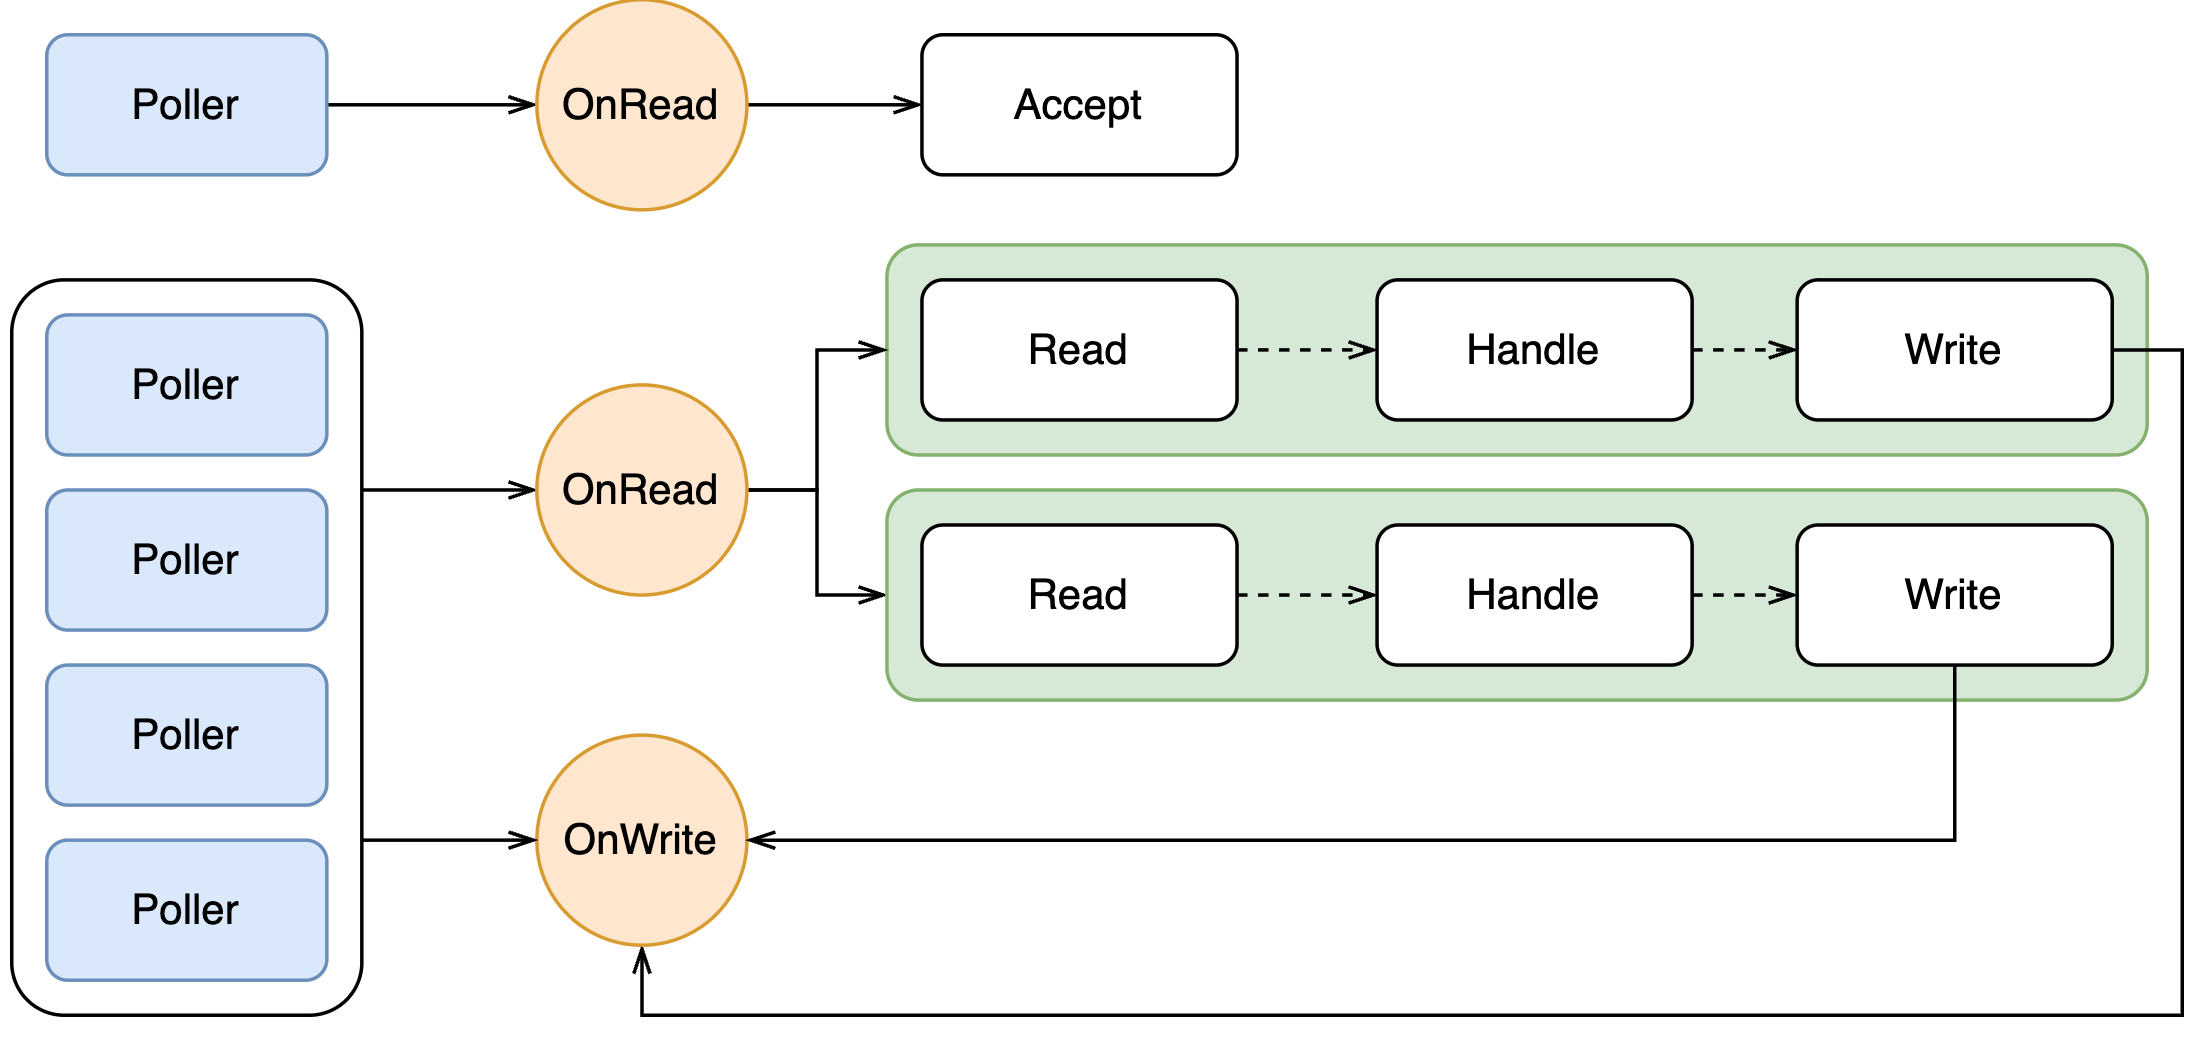 Poller
OnRead
Accept
Poller
Poller
Poller
Poller
OnRead
Read
Handle
Write
Read
Handle
Write
OnWrite